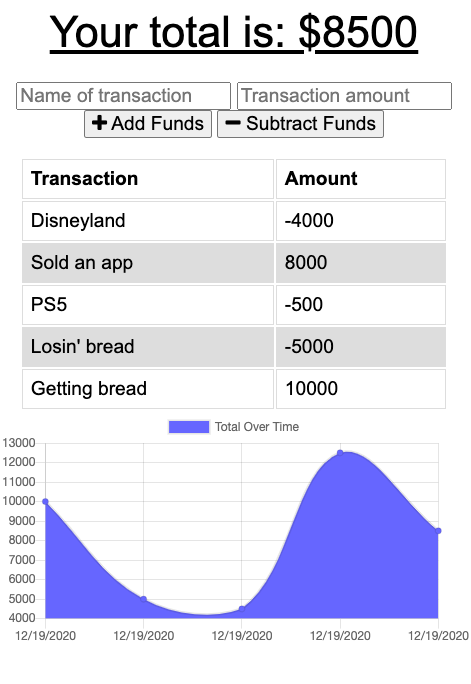 Your total is: $8500
Name of transaction Transaction amount
Add Funds Subtract Funds
Transaction Amount
Disneyland -4000
Sold an app 8000
PS5 -500
Losin' bread -5000
Getting bread 10000
Total Over Time
13000
12000
11000
10000
9000
8000
7000
6000
5000
4000
12/19/2020 12/19/2020 12/19/2020 12/19/2020 12/19/2020